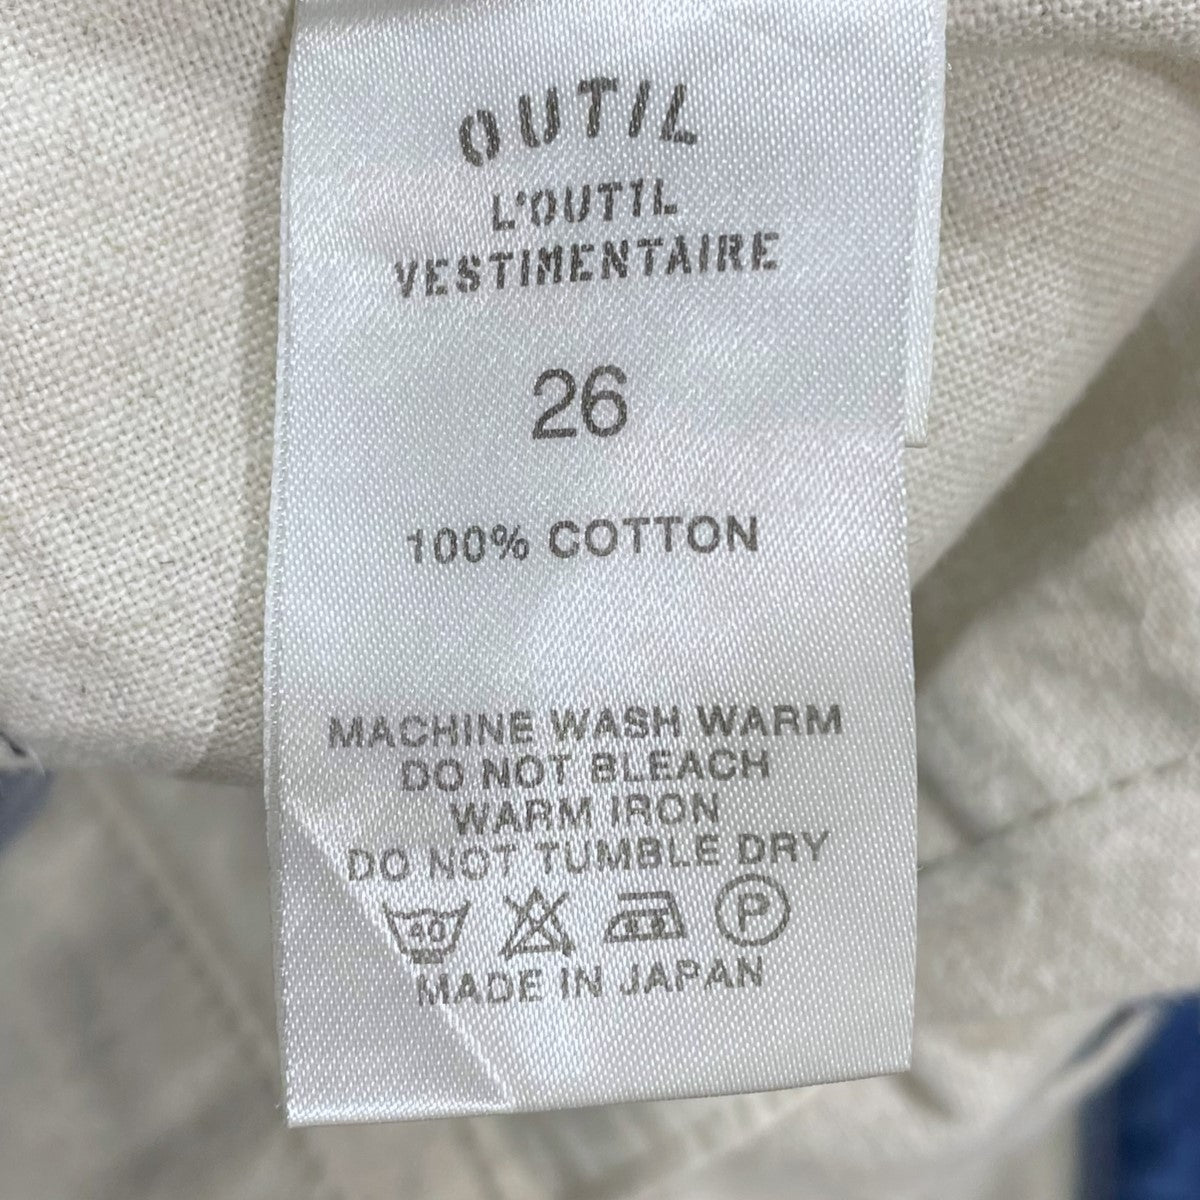 OUTIL
L'OUTIL
VESTIMENTAIRE
26
100% COTTON
MACHINE WASH WARM
DO NOT BLEACH
WARM IRON
DO NOT TUMBLE DRY
40 P
MADE IN JAPAN